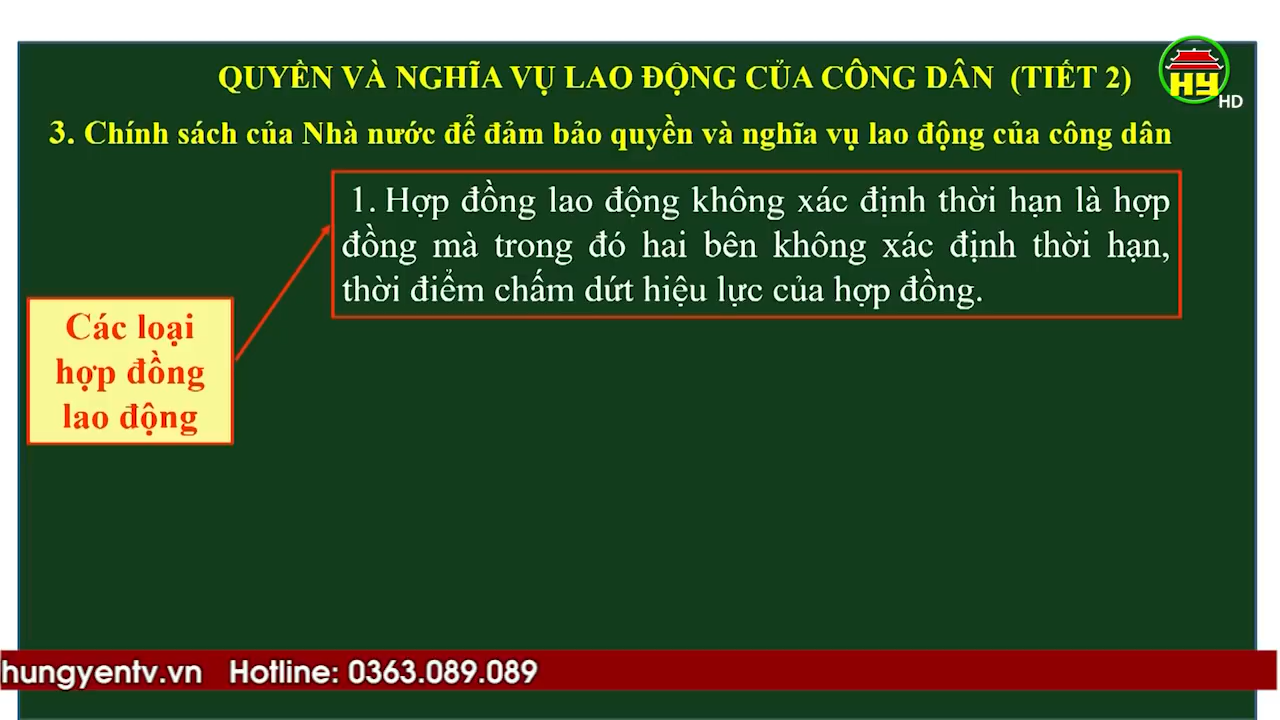 QUYỀN VÀ NGHĨA VỤ LAO ĐỘNG CỦA CÔNG DÂN (TIẾT 2)
HY
HD
3. Chính sách của Nhà nước để đảm bảo quyền và nghĩa vụ lao động của công dân
1. Hợp đồng lao động không xác định thời hạn là hợp
đồng mà trong đó hai bên không xác định thời hạn,
thời điểm chấm dứt hiệu lực của hợp đồng.
Các loại
hợp đồng
lao động
hungyentv.vn Hotline: 0363.089.089